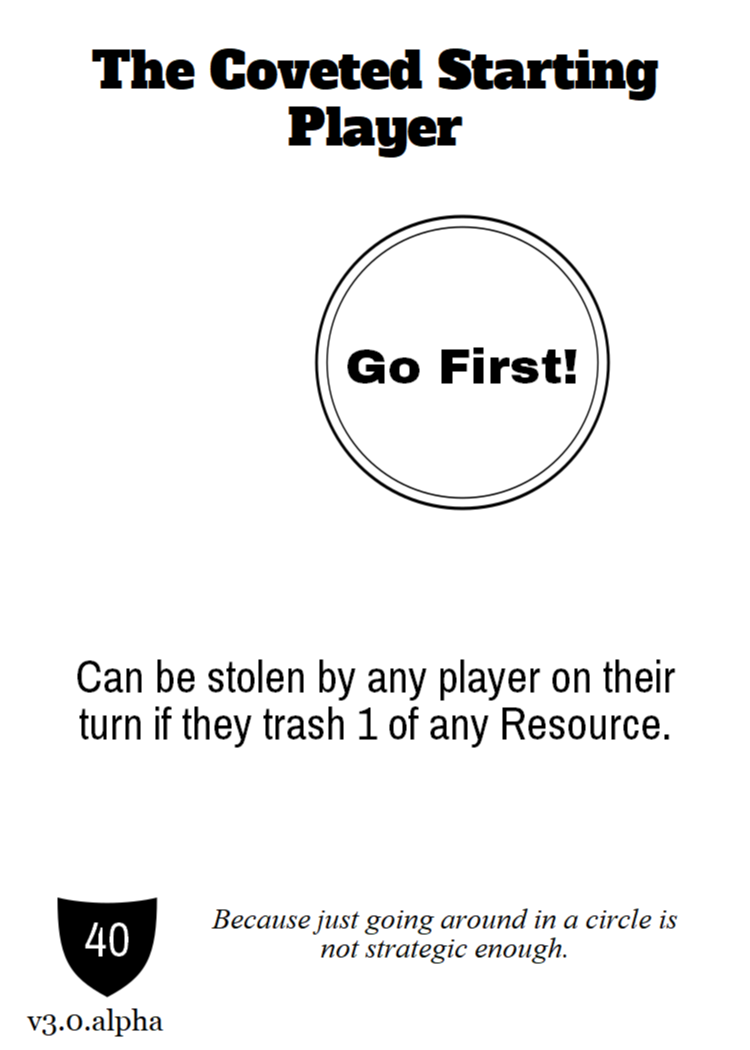 The Coveted Starting
Player
Go First!
Can be stolen by any player on their
turn if they trash 1 of any Resource.
Because just going around in a circle is
not strategic enough.
40
v3.0.alpha